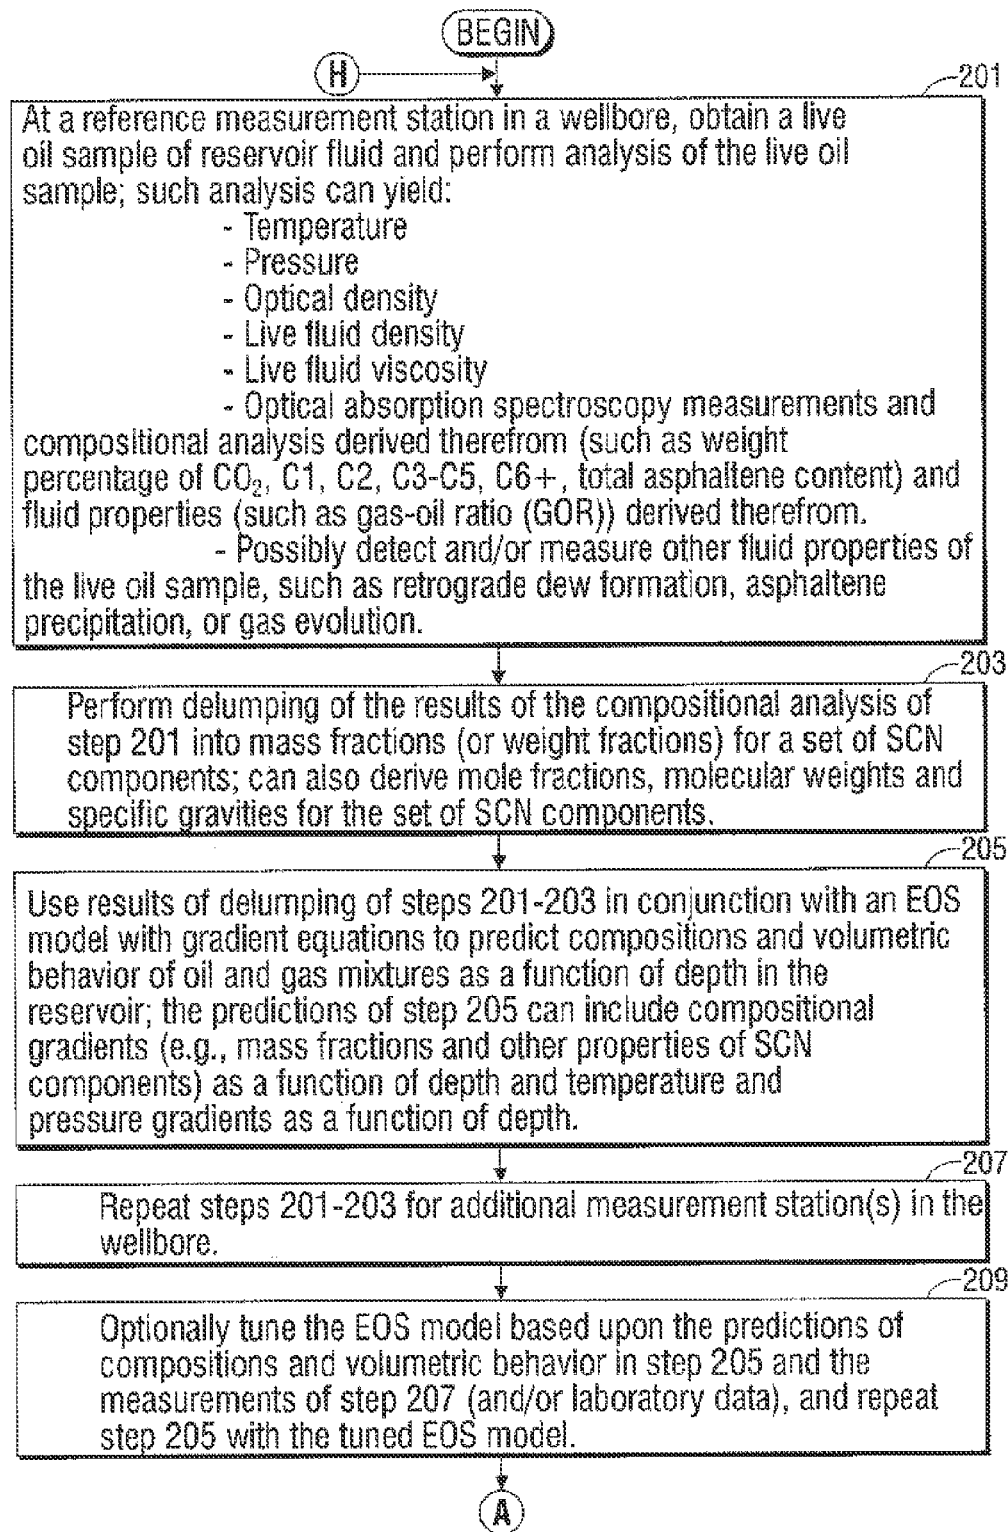 BEGIN
H
201
At a reference measurement station in a wellbore, obtain a live
oil sample of reservoir fluid and perform analysis of the live oil
sample; such analysis can yield:
- Temperature
- Pressure
- Optical density
- Live fluid density
- Live fluid viscosity
- Optical absorption spectroscopy measurements and
compositional analysis derived therefrom (such as weight
percentage of CO₂, C1, C2, C3-C5, C6+, total asphaltene content) and
fluid properties (such as gas-oil ratio (GOR)) derived therefrom.
- Possibly detect and/or measure other fluid properties of
the live oil sample, such as retrograde dew formation, asphaltene
precipitation, or gas evolution.
203
Perform delumping of the results of the compositional analysis of
step 201 into mass fractions (or weight fractions) for a set of SCN
components; can also derive mole fractions, molecular weights and
specific gravities for the set of SCN components.
205
Use results of delumping of steps 201-203 in conjunction with an EOS
model with gradient equations to predict compositions and volumetric
behavior of oil and gas mixtures as a function of depth in the
reservoir; the predictions of step 205 can include compositional
gradients (e.g., mass fractions and other properties of SCN
components) as a function of depth and temperature and
pressure gradients as a function of depth.
207
Repeat steps 201-203 for additional measurement station(s) in the
wellbore.
209
Optionally tune the EOS model based upon the predictions of
compositions and volumetric behavior in step 205 and the
measurements of step 207 (and/or laboratory data), and repeat
step 205 with the tuned EOS model.
A